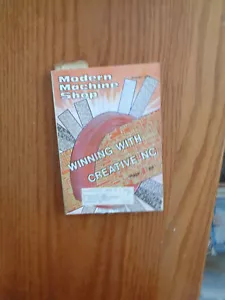 Modern
Machine
Shop
WINNING WITH
CREATIVE NC